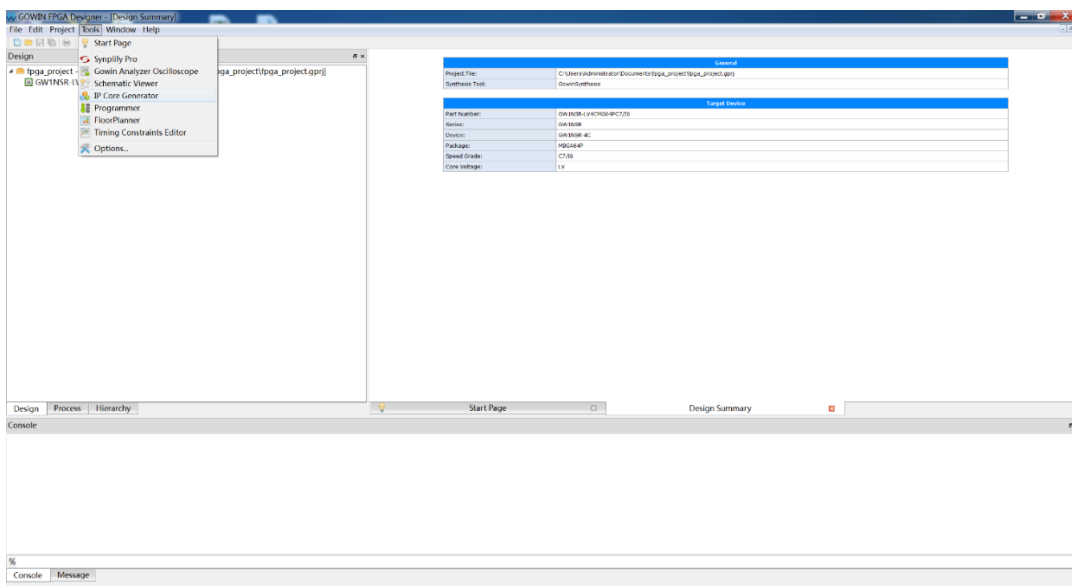 GOWIN FPGA Designer - [Design Summary]
File Edit Project Tools Window Help
Start Page
Synplify Pro
Gowin Analyzer Oscilloscope
Schematic Viewer
IP Core Generator
Programmer
FloorPlanner
Timing Constraints Editor
Options...
Design
fpga_project - pga_project\fpga_project.gprj]
GW1NSR-LV
General
Project File: C:\Users\Administrator\Documents\fpga_project\fpga_project.gprj
Synthesis Tool: GowinSynthesis
Target Device
Part Number: GW1NSR-LV4CMG64PC7/I6
Series: GW1NSR
Device: GW1NSR-4C
Package: MBGA64P
Speed Grade: C7/I6
Core Voltage: LV
Design Process Hierarchy
Start Page Design Summary
Console
%
Console Message